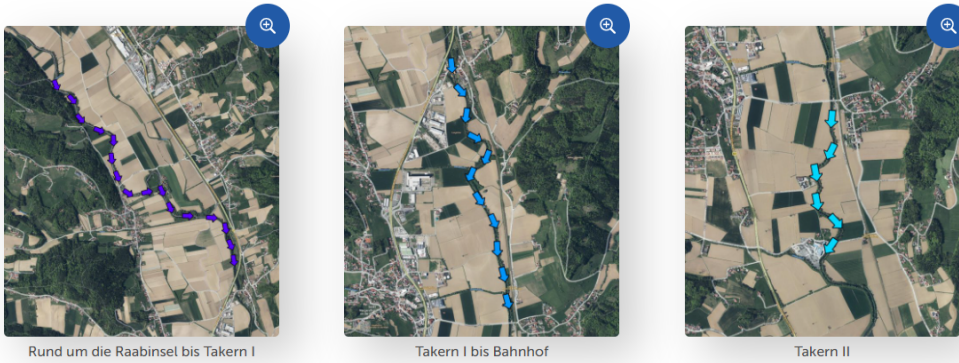 Rund um die Raabinsel bis Takern I
Takern I bis Bahnhof
Takern II